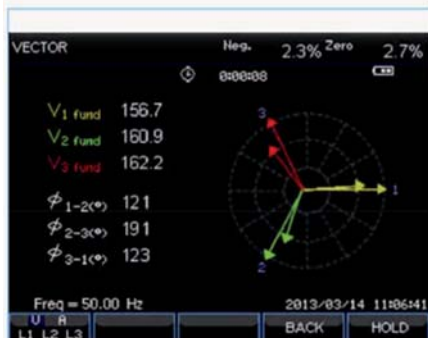 VECTOR Neg. 2.3% Zero 2.7%
0:00:08
V1 fund 156.7
V2 fund 160.9
V3 fund 162.2
ϕ1-2(°) 121
ϕ2-3(°) 191
ϕ3-1(°) 123
3
1
2
Freq = 50.00 Hz 2013/03/14 11:06:41
U A
L1 L2 L3 BACK HOLD